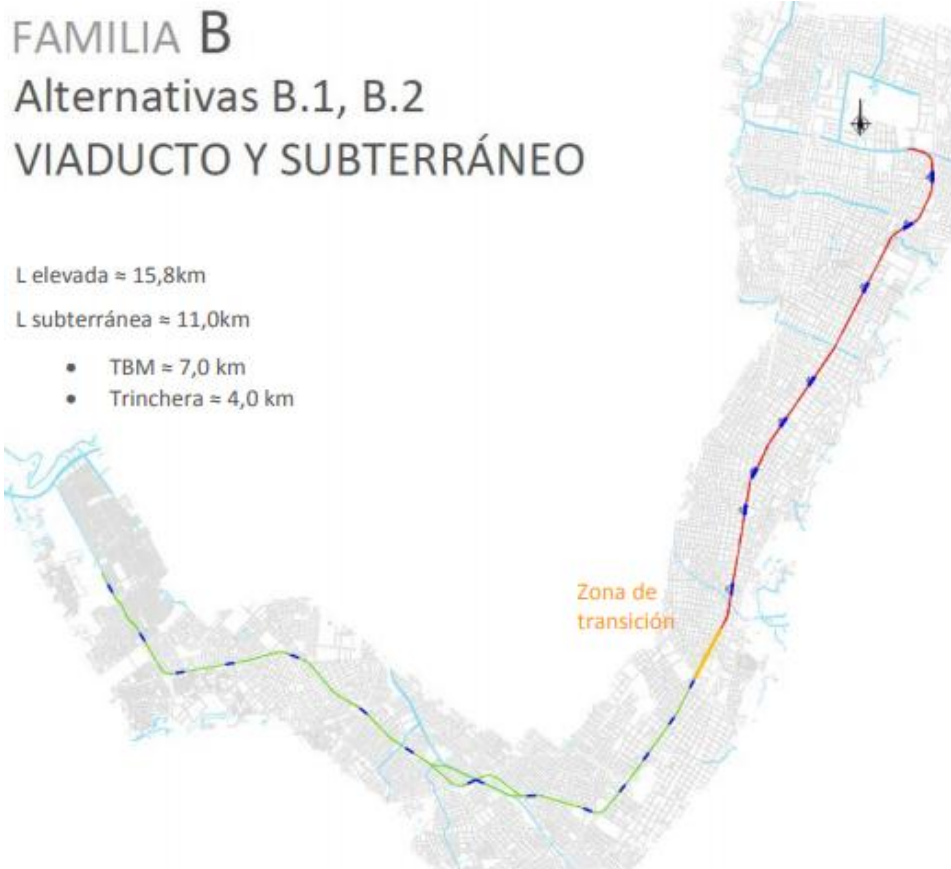 FAMILIA B
Alternativas B.1, B.2
VIADUCTO Y SUBTERRÁNEO
L elevada ≈ 15,8km
L subterránea ≈ 11,0km
• TBM ≈ 7,0 km
• Trinchera ≈ 4,0 km
Zona de
transición